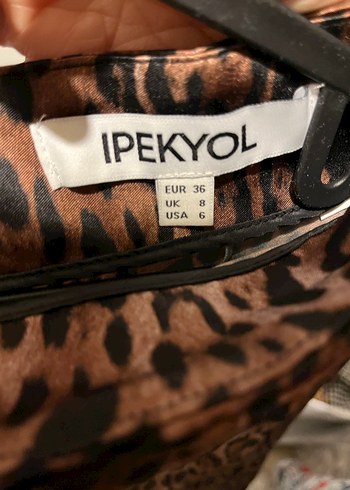 IPEKYOL
EUR 36
UK 8
USA 6